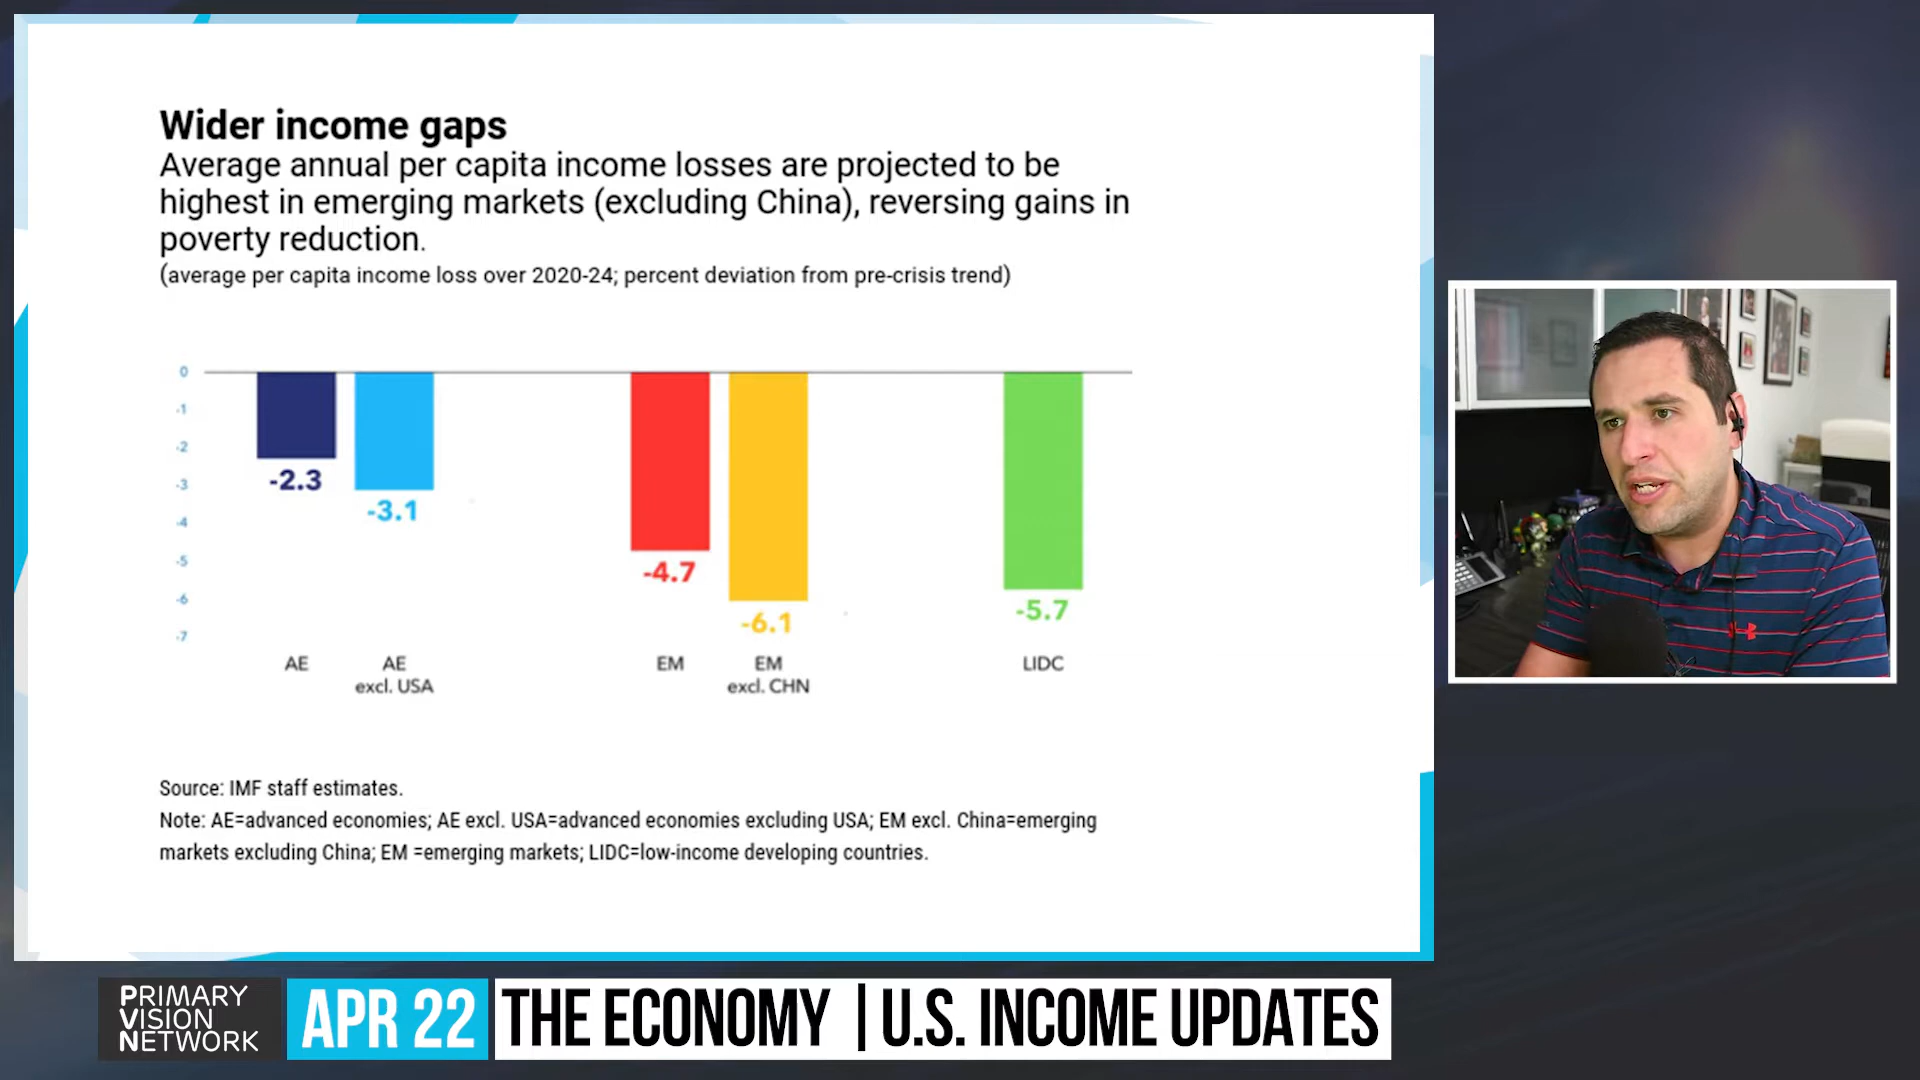 Wider income gaps
Average annual per capita income losses are projected to be
highest in emerging markets (excluding China), reversing gains in
poverty reduction.
(average per capita income loss over 2020-24; percent deviation from pre-crisis trend)
0
-1
-2
-3
-4
-5
-6
-7
-2.3
-3.1
-4.7
-6.1
-5.7
AE
AE
excl. USA
EM
EM
excl. CHN
LIDC
Source: IMF staff estimates.
Note: AE=advanced economies; AE excl. USA=advanced economies excluding USA; EM excl. China=emerging
markets excluding China; EM =emerging markets; LIDC=low-income developing countries.
PRIMARY
VISION
NETWORK
APR 22
THE ECONOMY | U.S. INCOME UPDATES